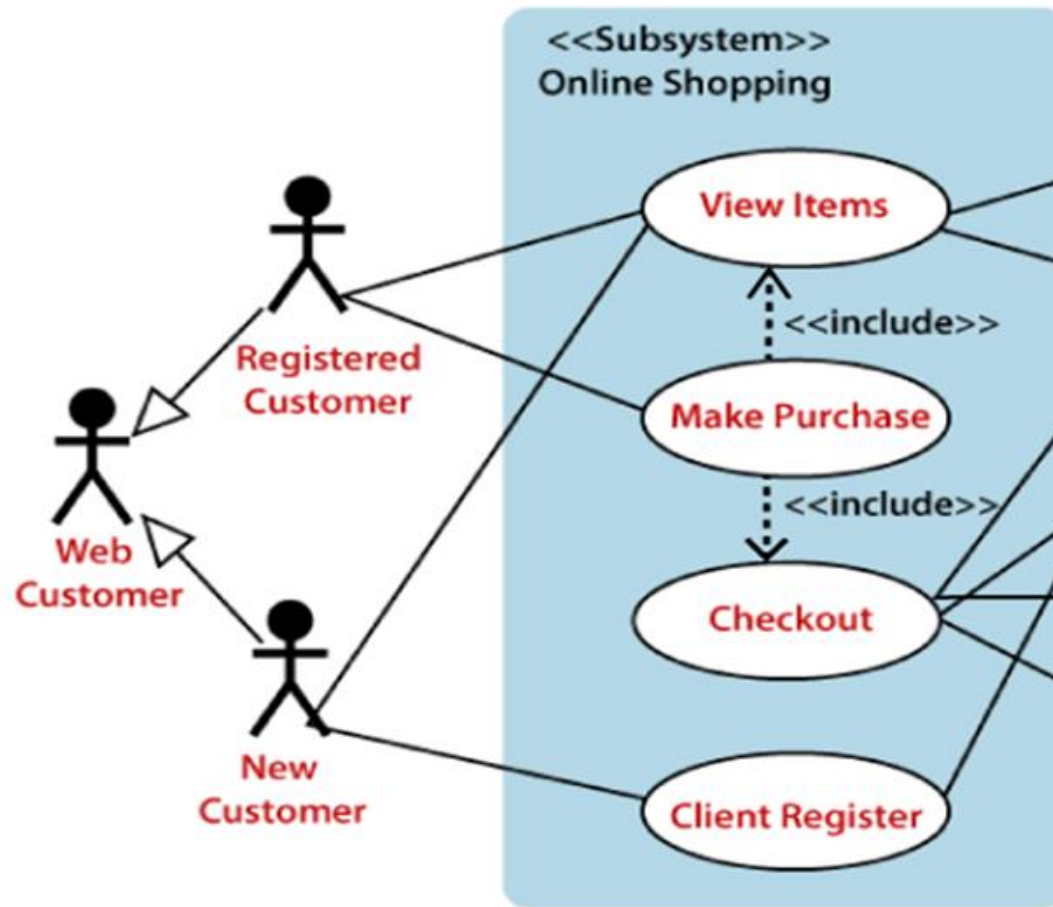 <<Subsystem>>
Online Shopping
View Items
<<include>>
Registered
Customer
Make Purchase
<<include>>
Web
Customer
Checkout
New
Customer
Client Register